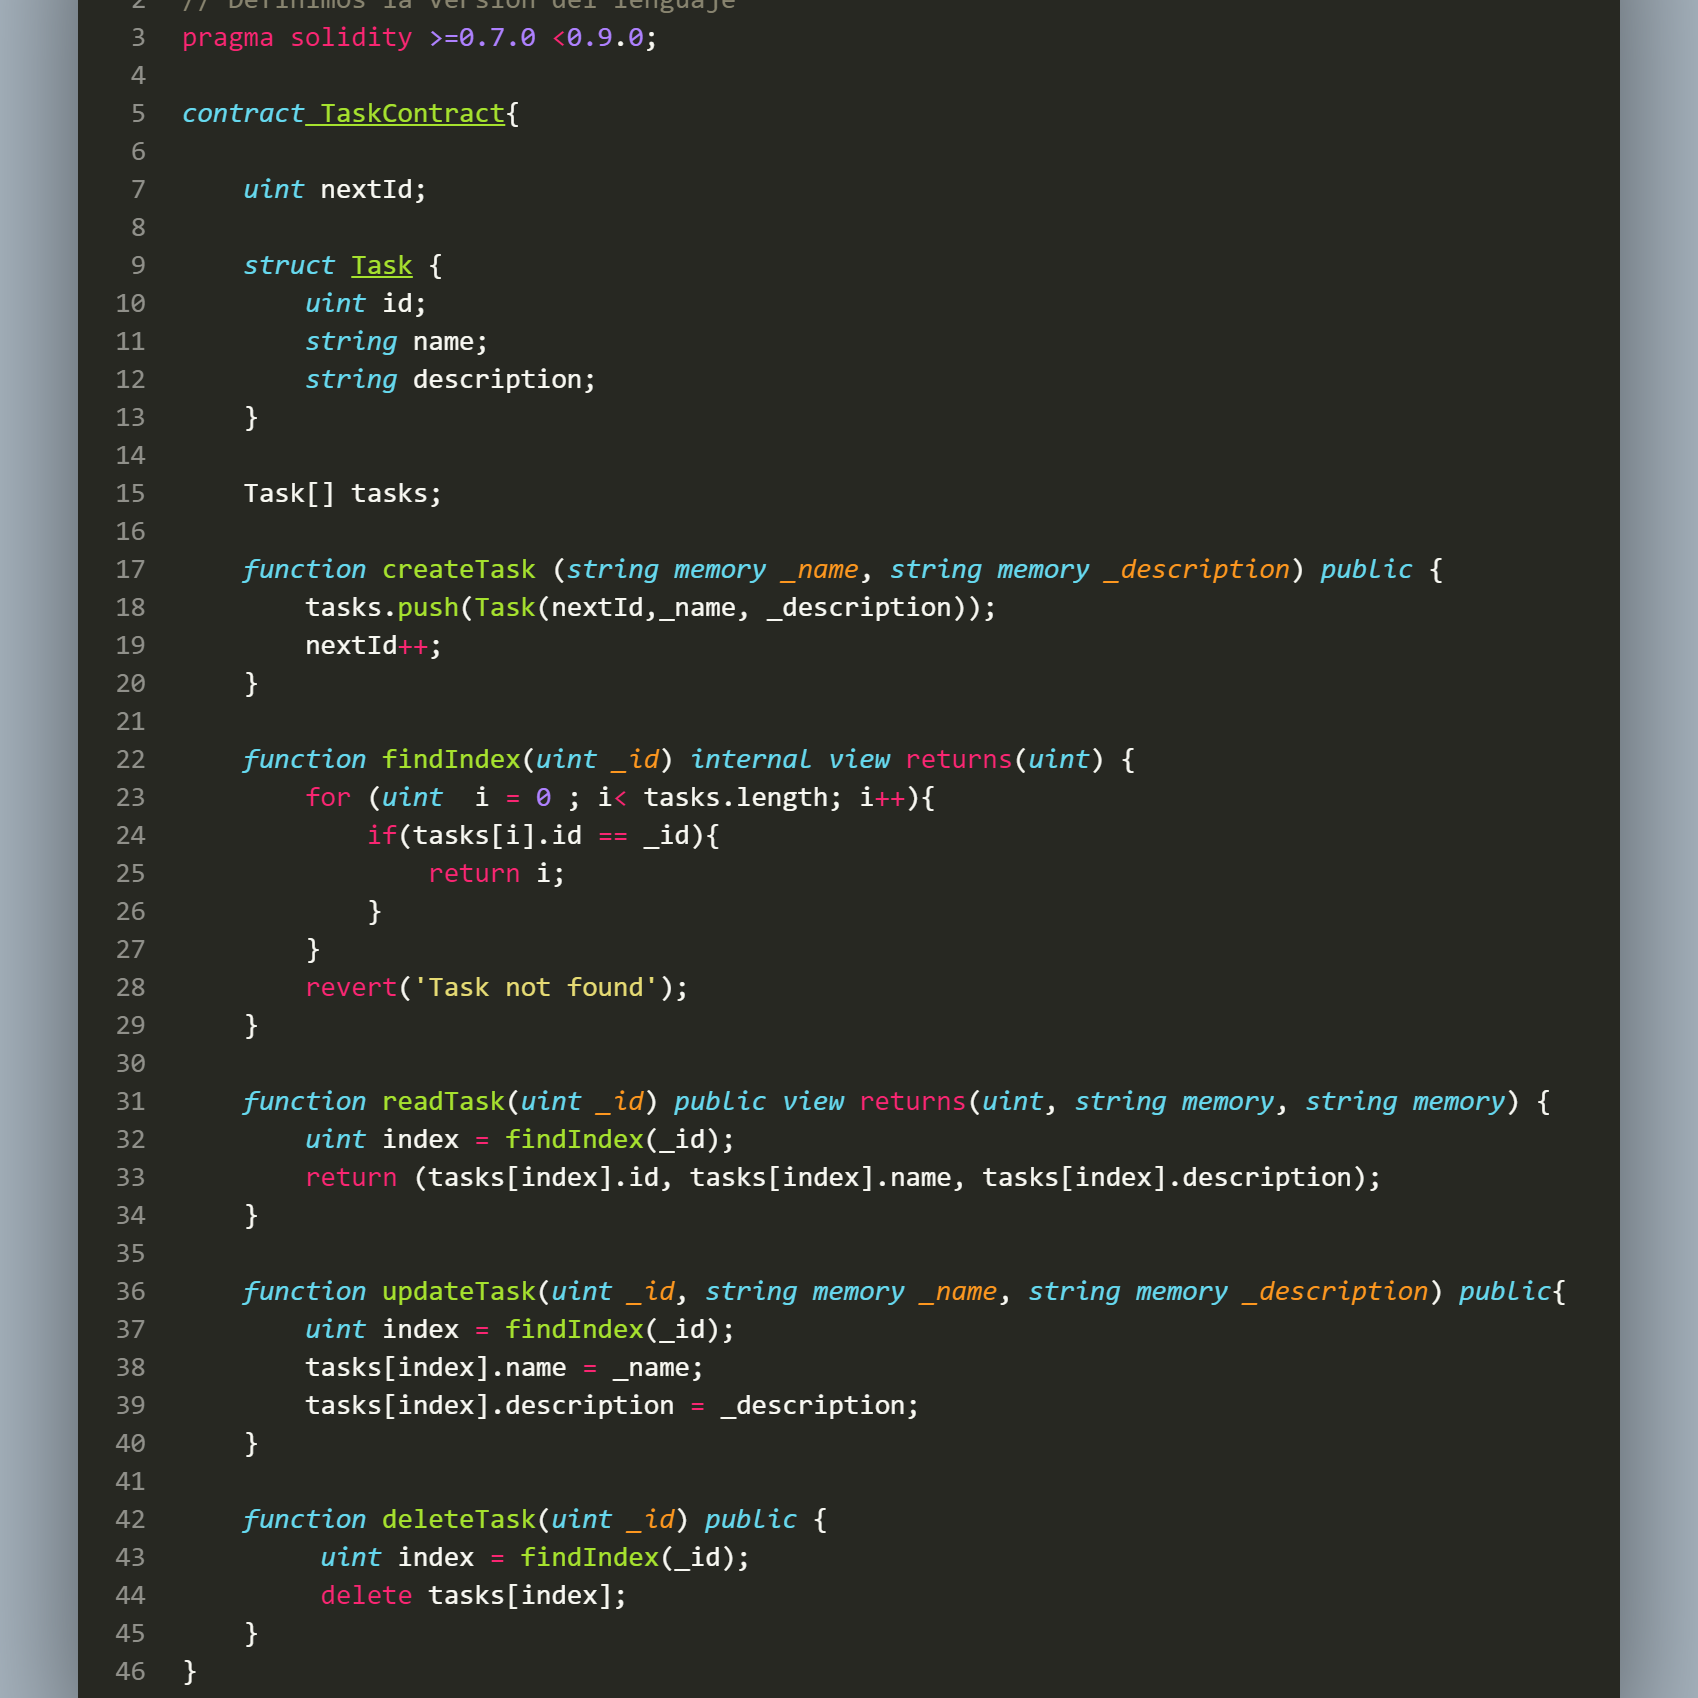 2 // Definimos la version del lenguaje
3 pragma solidity >=0.7.0 <0.9.0;
4
5 contract TaskContract{
6
7     uint nextId;
8
9     struct Task {
10         uint id;
11         string name;
12         string description;
13     }
14
15     Task[] tasks;
16
17     function createTask (string memory _name, string memory _description) public {
18         tasks.push(Task(nextId,_name, _description));
19         nextId++;
20     }
21
22     function findIndex(uint _id) internal view returns(uint) {
23         for (uint  i = 0 ; i< tasks.length; i++){
24             if(tasks[i].id == _id){
25                 return i;
26             }
27         }
28         revert('Task not found');
29     }
30
31     function readTask(uint _id) public view returns(uint, string memory, string memory) {
32         uint index = findIndex(_id);
33         return (tasks[index].id, tasks[index].name, tasks[index].description);
34     }
35
36     function updateTask(uint _id, string memory _name, string memory _description) public{
37         uint index = findIndex(_id);
38         tasks[index].name = _name;
39         tasks[index].description = _description;
40     }
41
42     function deleteTask(uint _id) public {
43          uint index = findIndex(_id);
44          delete tasks[index];
45     }
46 }